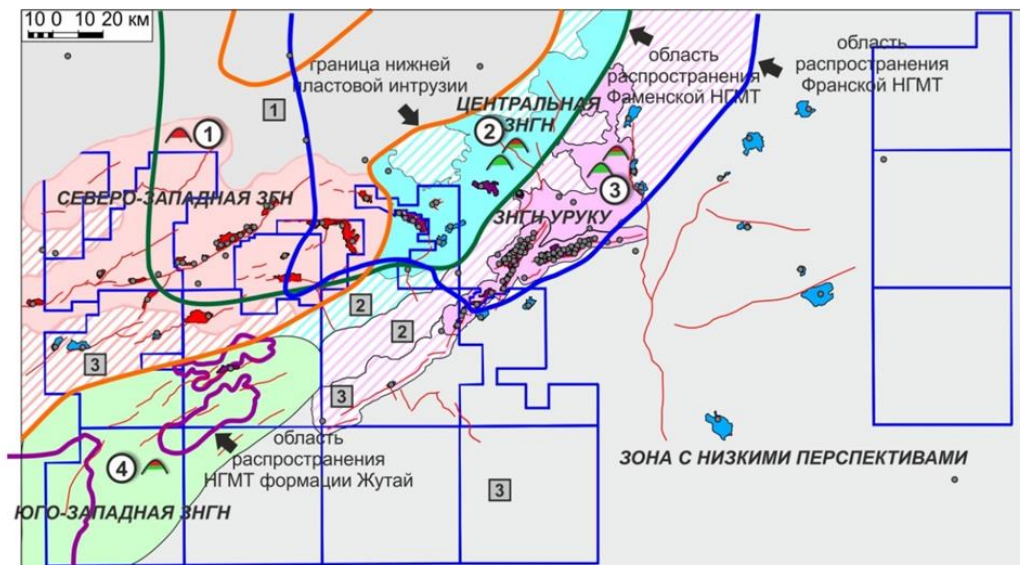 10 0 10 20 км
граница нижней
пластовой интрузии
область
распространения
Фаменской НГМТ
область
распространения
Франской НГМТ
1
1
ЦЕНТРАЛЬНАЯ
ЗНГН
2
СЕВЕРО-ЗАПАДНАЯ ЗГН
3
ЗНГН УРУКУ
2
2
3
3
область
распространения
НГМТ формации Жутай
4
ЗОНА С НИЗКИМИ ПЕРСПЕКТИВАМИ
3
ЮГО-ЗАПАДНАЯ ЗНГН